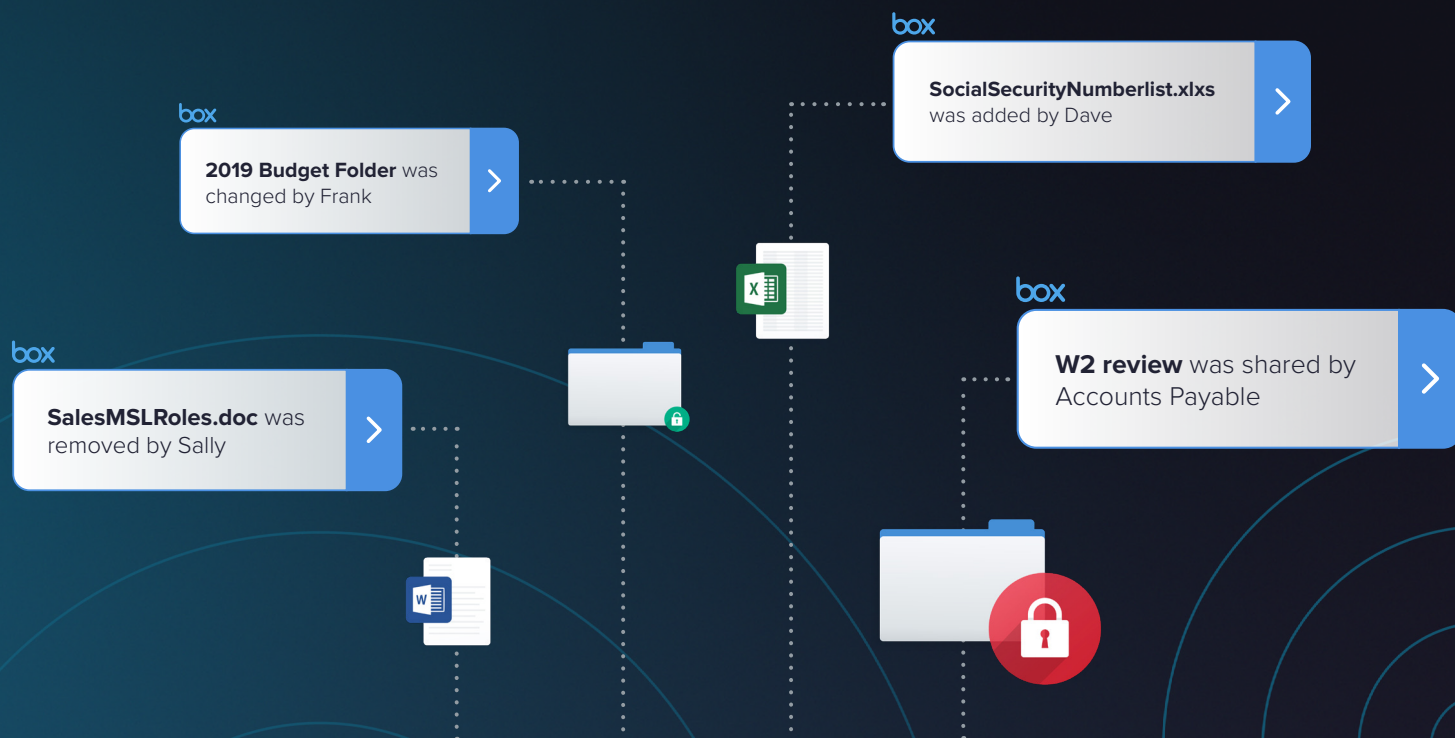 box
SocialSecurityNumberlist.xlxs
was added by Dave
box
2019 Budget Folder was
changed by Frank
X
box
W2 review was shared by
Accounts Payable
box
SalesMSLRoles.doc was
removed by Sally
W